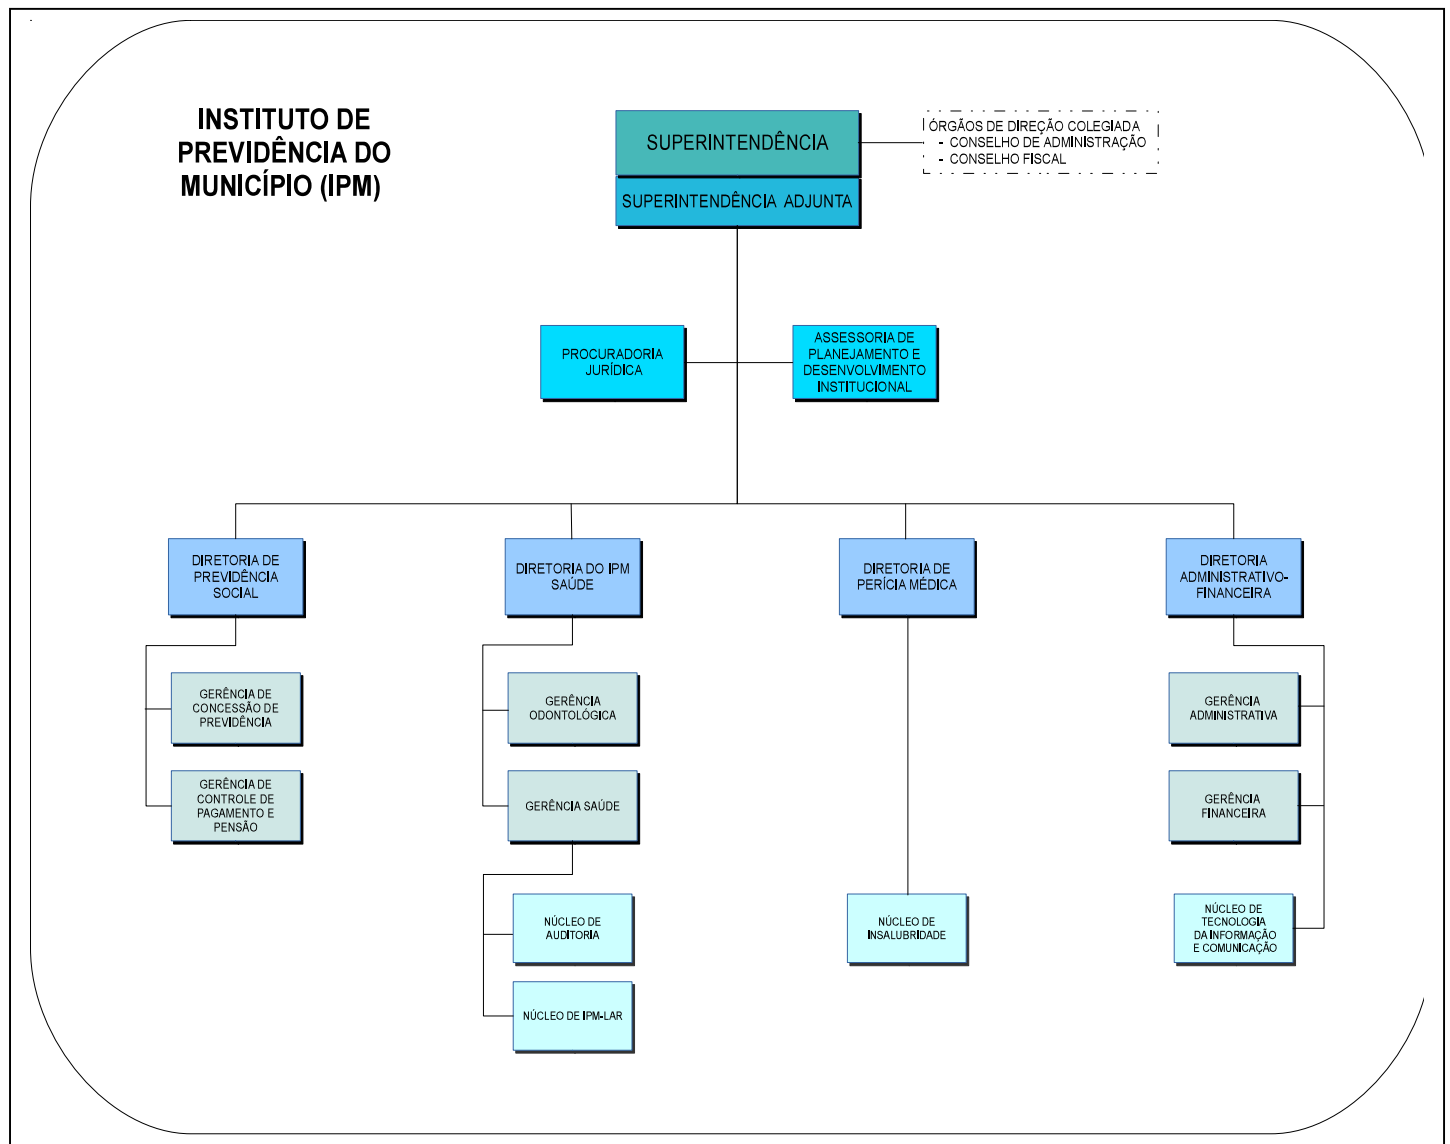 INSTITUTO DE
PREVIDÊNCIA DO
MUNICÍPIO (IPM)
SUPERINTENDÊNCIA
SUPERINTENDÊNCIA ADJUNTA
ÓRGÃOS DE DIREÇÃO COLEGIADA
- CONSELHO DE ADMINISTRAÇÃO
- CONSELHO FISCAL
PROCURADORIA
JURÍDICA
ASSESSORIA DE
PLANEJAMENTO E
DESENVOLVIMENTO
INSTITUCIONAL
DIRETORIA DE
PREVIDÊNCIA
SOCIAL
DIRETORIA DO IPM
SAÚDE
DIRETORIA DE
PERÍCIA MÉDICA
DIRETORIA
ADMINISTRATIVO-
FINANCEIRA
GERÊNCIA DE
CONCESSÃO DE
PREVIDÊNCIA
GERÊNCIA
ODONTOLÓGICA
GERÊNCIA
ADMINISTRATIVA
GERÊNCIA DE
CONTROLE DE
PAGAMENTO E
PENSÃO
GERÊNCIA SAÚDE
GERÊNCIA
FINANCEIRA
NÚCLEO DE
AUDITORIA
NÚCLEO DE
INSALUBRIDADE
NÚCLEO DE
TECNOLOGIA
DA INFORMAÇÃO
E COMUNICAÇÃO
NÚCLEO DE IPM-LAR